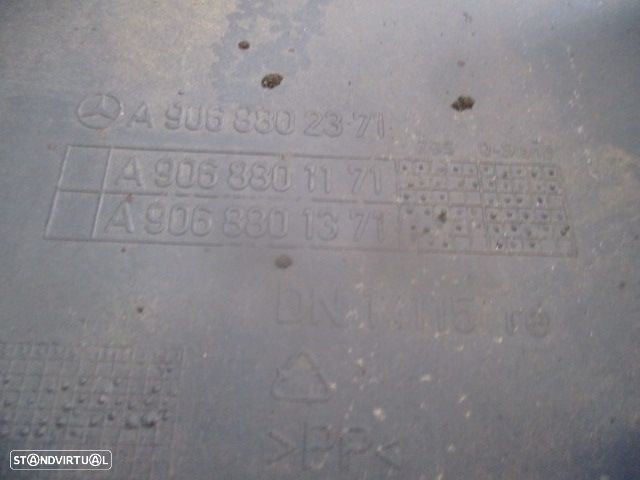 A 906 880 23 71
A 906 880 11 71
A 906 880 13 71
>PP<
STANDVIRTUAL